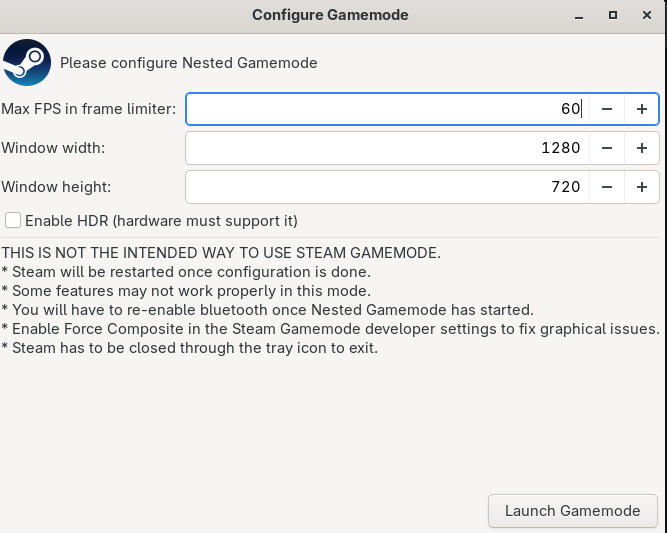 Configure Gamemode
Please configure Nested Gamemode
Max FPS in frame limiter: 60
Window width: 1280
Window height: 720
Enable HDR (hardware must support it)
THIS IS NOT THE INTENDED WAY TO USE STEAM GAMEMODE.
* Steam will be restarted once configuration is done.
* Some features may not work properly in this mode.
* You will have to re-enable bluetooth once Nested Gamemode has started.
* Enable Force Composite in the Steam Gamemode developer settings to fix graphical issues.
* Steam has to be closed through the tray icon to exit.
Launch Gamemode